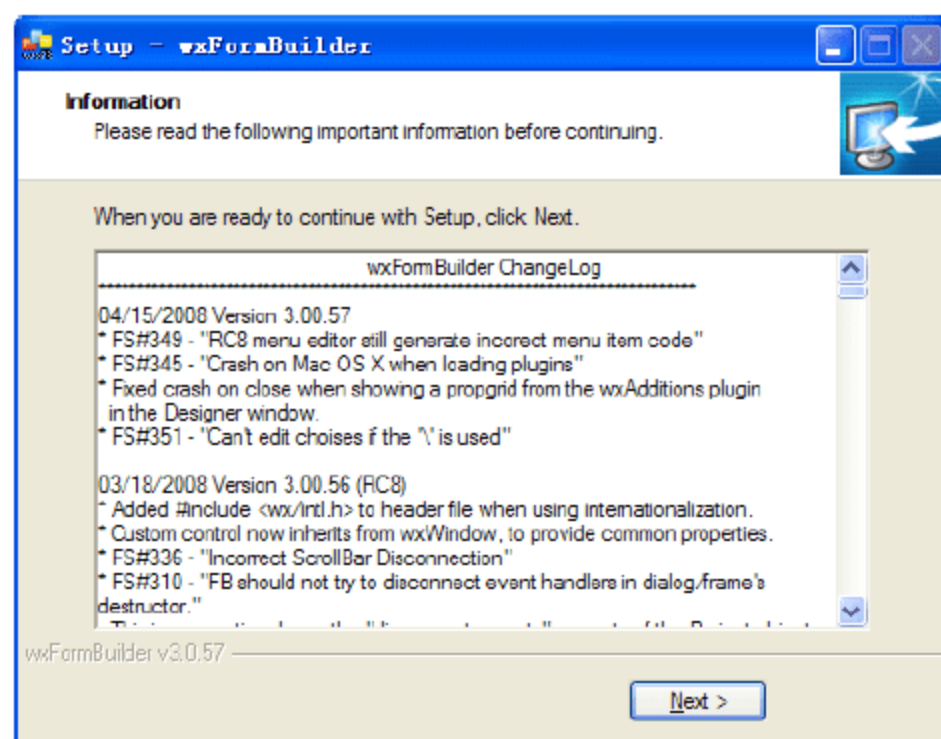 Setup - wxFormBuilder
Information
Please read the following important information before continuing.
When you are ready to continue with Setup, click Next.
wxFormBuilder ChangeLog
04/15/2008 Version 3.00.57
* FS#349 - "RC8 menu editor still generate incorect menu item code"
* FS#345 - "Crash on Mac OS X when loading plugins"
* Fixed crash on close when showing a propgrid from the wxAdditions plugin
in the Designer window.
* FS#351 - "Can't edit choises if the '\' is used"
03/18/2008 Version 3.00.56 (RC8)
* Added #include <wx/intl.h> to header file when using internationalization.
* Custom control now inherits from wxWindow, to provide common properties.
* FS#336 - "Incorrect ScrollBar Disconnection"
* FS#310 - "FB should not try to disconnect event handlers in dialog/frame's
destructor."
wxFormBuilder v3.0.57
Next >